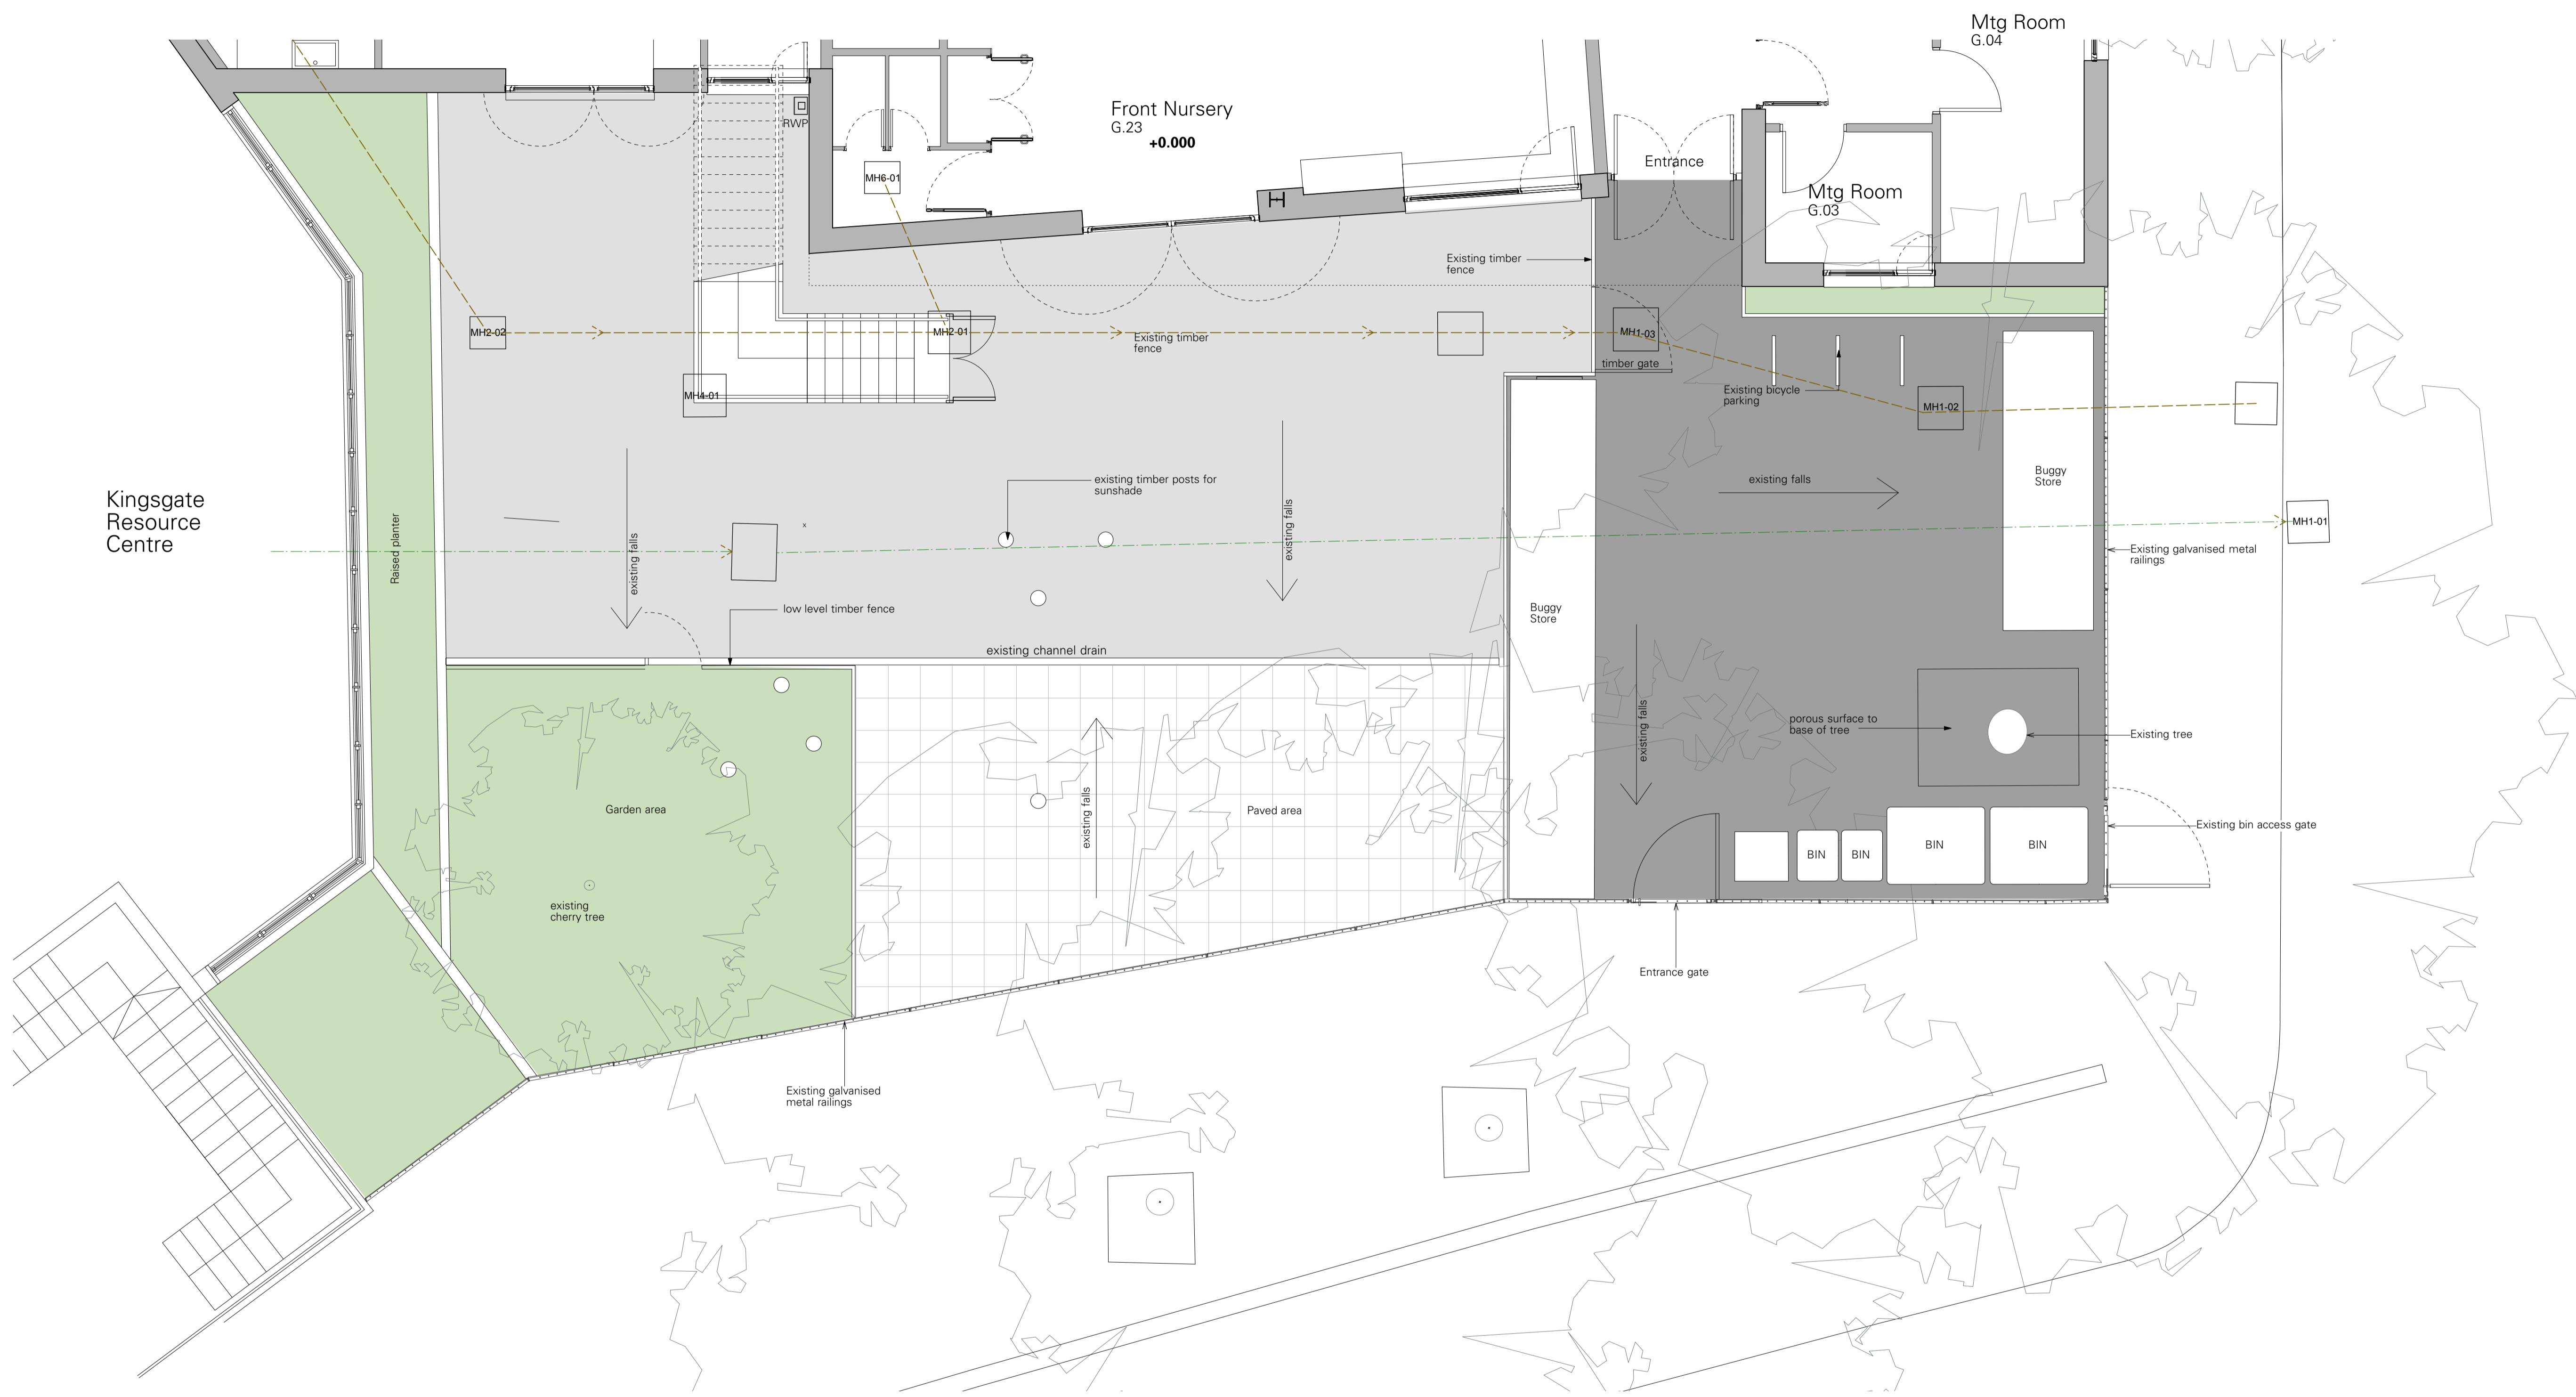 Mtg Room
G.04
Front Nursery
G.23
+0.000
RWP
Entrance
MH6-01
Mtg Room
G.03
Existing timber
fence
MH2-02
MH2-01
Existing timber
fence
MH1-03
timber gate
MH4-01
Existing bicycle
parking
MH1-02
Kingsgate
Resource
Centre
Raised planter
existing falls
existing timber posts for
sunshade
existing falls
existing falls
Buggy
Store
x
MH1-01
Existing galvanised metal
railings
low level timber fence
Buggy
Store
existing channel drain
existing falls
porous surface to
base of tree
Existing tree
Garden area
existing falls
Paved area
Existing bin access gate
BIN
BIN
BIN
BIN
existing
cherry tree
Entrance gate
Existing galvanised
metal railings